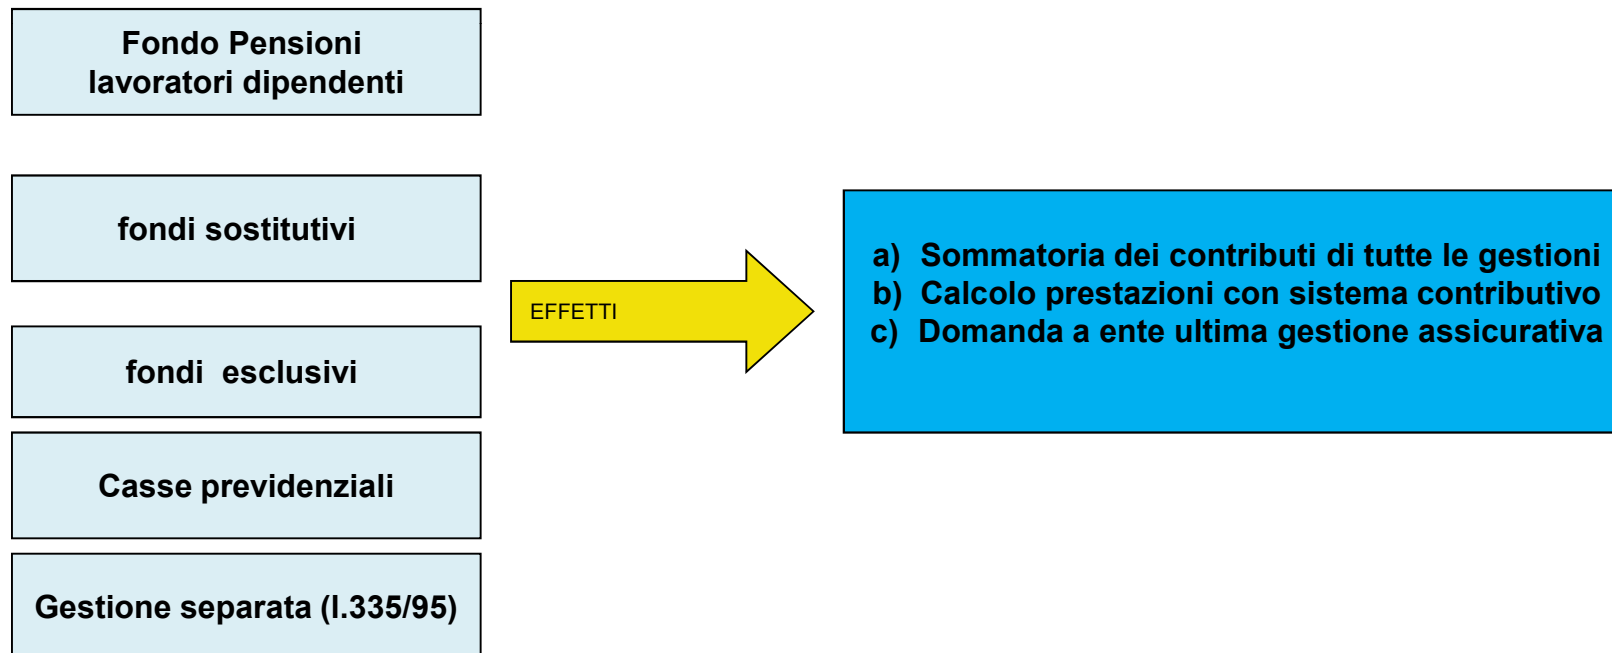 Fondo Pensioni
lavoratori dipendenti
fondi sostitutivi
fondi esclusivi
Casse previdenziali
Gestione separata (l.335/95)
EFFETTI
a) Sommatoria dei contributi di tutte le gestioni
b) Calcolo prestazioni con sistema contributivo
c) Domanda a ente ultima gestione assicurativa